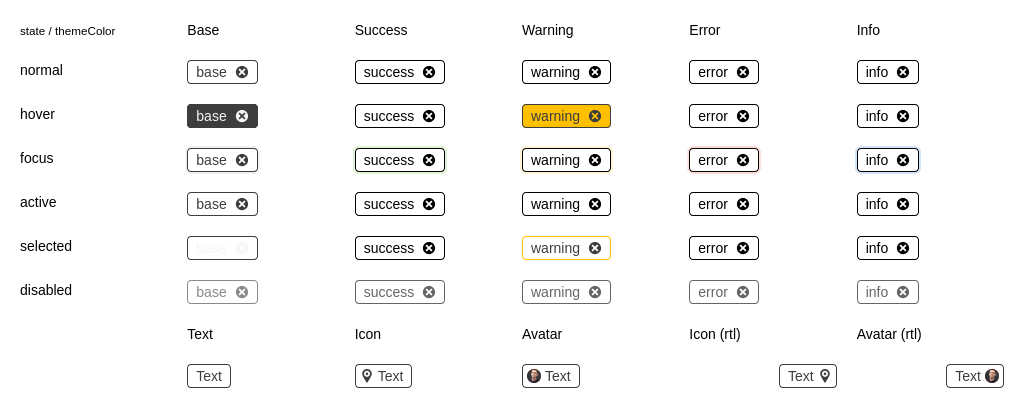 state / themeColor Base Success Warning Error Info
normal base success warning error info
hover base success warning error info
focus base success warning error info
active base success warning error info
selected base success warning error info
disabled base success warning error info
Text Icon Avatar Icon (rtl) Avatar (rtl)
Text Text Text Text Text